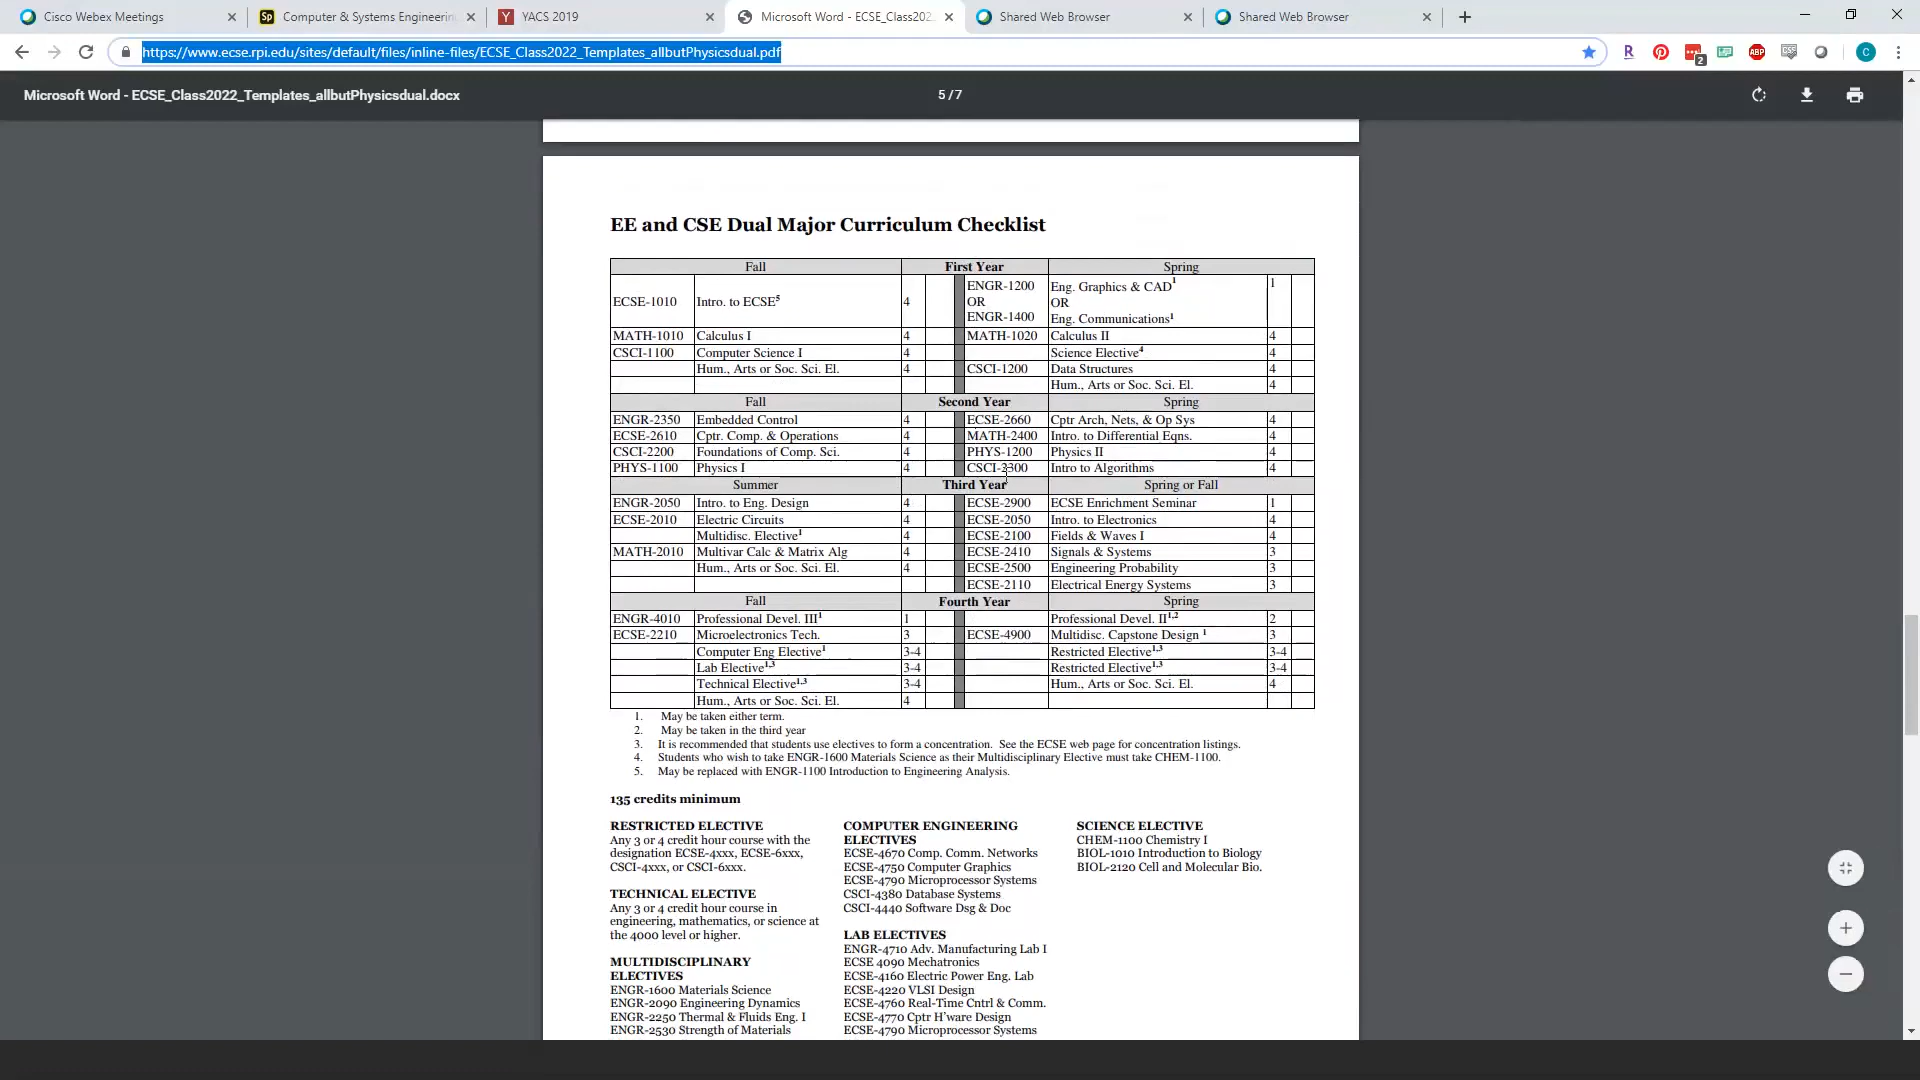 Cisco Webex Meetings
Computer & Systems Engineerin
YACS 2019
Microsoft Word - ECSE_Class202
Shared Web Browser
Shared Web Browser
https://www.ecse.rpi.edu/sites/default/files/inline-files/ECSE_Class2022_Templates_allbutPhysicsdual.pdf
Microsoft Word - ECSE_Class2022_Templates_allbutPhysicsdual.docx
5 / 7
EE and CSE Dual Major Curriculum Checklist
Fall First Year Spring
ECSE-1010 Intro. to ECSE⁵ 4 ENGR-1200 OR ENGR-1400 Eng. Graphics & CAD¹ OR Eng. Communications¹ 1
MATH-1010 Calculus I 4 MATH-1020 Calculus II 4
CSCI-1100 Computer Science I 4 Science Elective⁴ 4
Hum., Arts or Soc. Sci. El. 4 CSCI-1200 Data Structures 4
Hum., Arts or Soc. Sci. El. 4
Fall Second Year Spring
ENGR-2350 Embedded Control 4 ECSE-2660 Cptr Arch, Nets, & Op Sys 4
ECSE-2610 Cptr. Comp. & Operations 4 MATH-2400 Intro. to Differential Eqns. 4
CSCI-2200 Foundations of Comp. Sci. 4 PHYS-1200 Physics II 4
PHYS-1100 Physics I 4 CSCI-2300 Intro to Algorithms 4
Summer Third Year Spring or Fall
ENGR-2050 Intro. to Eng. Design 4 ECSE-2900 ECSE Enrichment Seminar 1
ECSE-2010 Electric Circuits 4 ECSE-2050 Intro. to Electronics 4
Multidisc. Elective¹ 4 ECSE-2100 Fields & Waves I 4
MATH-2010 Multivar Calc & Matrix Alg 4 ECSE-2410 Signals & Systems 3
Hum., Arts or Soc. Sci. El. 4 ECSE-2500 Engineering Probability 3
ECSE-2110 Electrical Energy Systems 3
Fall Fourth Year Spring
ENGR-4010 Professional Devel. III¹ 1 Professional Devel. II¹,² 2
ECSE-2210 Microelectronics Tech. 3 ECSE-4900 Multidisc. Capstone Design ¹ 3
Computer Eng Elective¹ 3-4 Restricted Elective¹,³ 3-4
Lab Elective¹,³ 3-4 Restricted Elective¹,³ 3-4
Technical Elective¹,³ 3-4 Hum., Arts or Soc. Sci. El. 4
Hum., Arts or Soc. Sci. El. 4
1. May be taken either term.
2. May be taken in the third year
3. It is recommended that students use electives to form a concentration. See the ECSE web page for concentration listings.
4. Students who wish to take ENGR-1600 Materials Science as their Multidisciplinary Elective must take CHEM-1100.
5. May be replaced with ENGR-1100 Introduction to Engineering Analysis.
135 credits minimum
RESTRICTED ELECTIVE
Any 3 or 4 credit hour course with the
designation ECSE-4xxx, ECSE-6xxx,
CSCI-4xxx, or CSCI-6xxx.
TECHNICAL ELECTIVE
Any 3 or 4 credit hour course in
engineering, mathematics, or science at
the 4000 level or higher.
MULTIDISCIPLINARY
ELECTIVES
ENGR-1600 Materials Science
ENGR-2090 Engineering Dynamics
ENGR-2250 Thermal & Fluids Eng. I
ENGR-2530 Strength of Materials
COMPUTER ENGINEERING
ELECTIVES
ECSE-4670 Comp. Comm. Networks
ECSE-4750 Computer Graphics
ECSE-4790 Microprocessor Systems
CSCI-4380 Database Systems
CSCI-4440 Software Dsg & Doc
LAB ELECTIVES
ENGR-4710 Adv. Manufacturing Lab I
ECSE 4090 Mechatronics
ECSE-4160 Electric Power Eng. Lab
ECSE-4220 VLSI Design
ECSE-4760 Real-Time Cntrl & Comm.
ECSE-4770 Cptr H'ware Design
ECSE-4790 Microprocessor Systems
SCIENCE ELECTIVE
CHEM-1100 Chemistry I
BIOL-1010 Introduction to Biology
BIOL-2120 Cell and Molecular Bio.